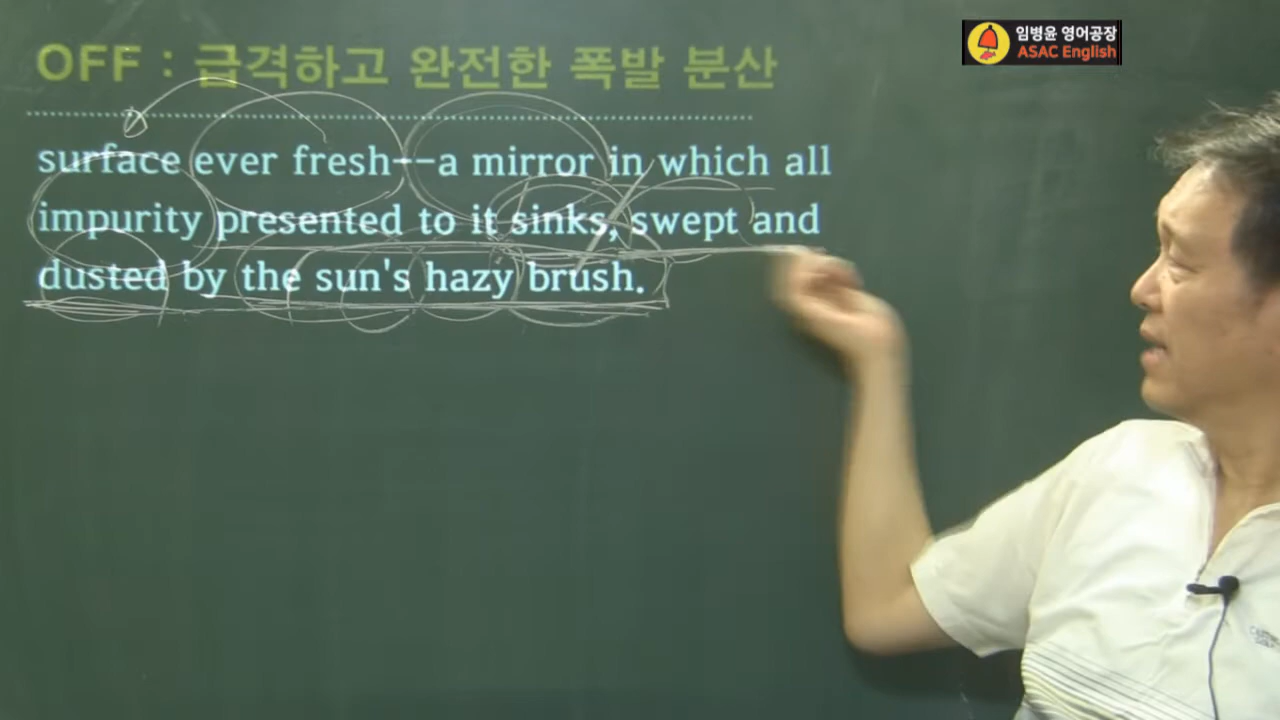 임병윤 영어공장
ASAC English
OFF : 급격하고 완전한 폭발 분산
surface ever fresh--a mirror in which all
impurity presented to it sinks, swept and
dusted by the sun's hazy brush.